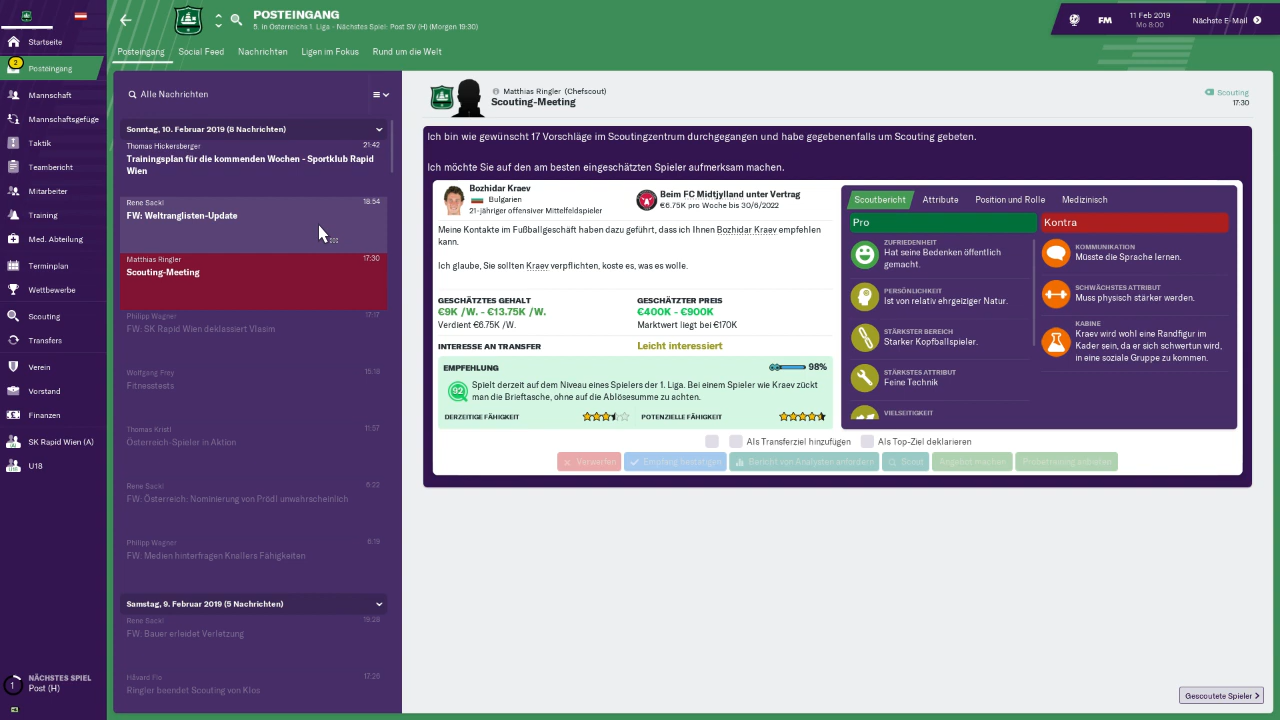 POSTEINGANG
5. in Österreichs 1. Liga - Nächstes Spiel: Post SV (H) (Morgen 19:30)
FM
11 Feb 2019
Mo 8:00
Nächste E-Mail
Posteingang
Social Feed
Nachrichten
Ligen im Fokus
Rund um die Welt
Startseite
2
Posteingang
Mannschaft
Mannschaftsgefüge
Taktik
Teambericht
Mitarbeiter
Training
Med. Abteilung
Terminplan
Wettbewerbe
Scouting
Transfers
Verein
Vorstand
Finanzen
SK Rapid Wien (A)
U18
1
NÄCHSTES SPIEL
Post (H)
Alle Nachrichten
Sonntag, 10. Februar 2019 (8 Nachrichten)
Thomas Hickersberger
21:42
Trainingsplan für die kommenden Wochen - Sportklub Rapid
Wien
Rene Sackl
18:54
FW: Weltranglisten-Update
Matthias Ringler
17:30
Scouting-Meeting
Philipp Wagner
17:17
FW: SK Rapid Wien deklassiert Vlasim
Wolfgang Frey
15:18
Fitnesstests
Thomas Kristl
11:57
Österreich-Spieler in Aktion
Rene Sackl
6:22
FW: Österreich: Nominierung von Prödl unwahrscheinlich
Philipp Wagner
6:19
FW: Medien hinterfragen Knallers Fähigkeiten
Samstag, 9. Februar 2019 (5 Nachrichten)
Rene Sackl
19:28
FW: Bauer erleidet Verletzung
Håvard Flo
17:20
Ringler beendet Scouting von Klos
Matthias Ringler (Chefscout)
Scouting-Meeting
Scouting
17:30
Ich bin wie gewünscht 17 Vorschläge im Scoutingzentrum durchgegangen und habe gegebenenfalls um Scouting gebeten.
Ich möchte Sie auf den am besten eingeschätzten Spieler aufmerksam machen.
Bozhidar Kraev
Bulgarien
21-jähriger offensiver Mittelfeldspieler
Beim FC Midtjylland unter Vertrag
€6.75K pro Woche bis 30/6/2022
Meine Kontakte im Fußballgeschäft haben dazu geführt, dass ich Ihnen Bozhidar Kraev empfehlen
kann.
Ich glaube, Sie sollten Kraev verpflichten, koste es, was es wolle.
GESCHÄTZTES GEHALT
€9K /W. - €13.75K /W.
Verdient €6.75K /W.
GESCHÄTZTER PREIS
€400K - €900K
Marktwert liegt bei €170K
INTERESSE AN TRANSFER
Leicht interessiert
EMPFEHLUNG
98%
92
Spielt derzeit auf dem Niveau eines Spielers der 1. Liga. Bei einem Spieler wie Kraev zückt
man die Brieftasche, ohne auf die Ablösesumme zu achten.
DERZEITIGE FÄHIGKEIT
POTENZIELLE FÄHIGKEIT
Scoutbericht
Attribute
Position und Rolle
Medizinisch
Pro
Kontra
ZUFRIEDENHEIT
Hat seine Bedenken öffentlich
gemacht.
PERSÖNLICHKEIT
Ist von relativ ehrgeiziger Natur.
STÄRKSTER BEREICH
Starker Kopfballspieler.
STÄRKSTES ATTRIBUT
Feine Technik
VIELSEITIGKEIT
KOMMUNIKATION
Müsste die Sprache lernen.
SCHWÄCHSTES ATTRIBUT
Muss physisch stärker werden.
KABINE
Kraev wird wohl eine Randfigur im
Kader sein, da er sich schwertun wird,
in eine soziale Gruppe zu kommen.
Als Transferziel hinzufügen
Als Top-Ziel deklarieren
Verwerfen
Empfang bestätigen
Bericht von Analysten anfordern
Scout
Angebot machen
Probetraining anbieten
Gescoutete Spieler